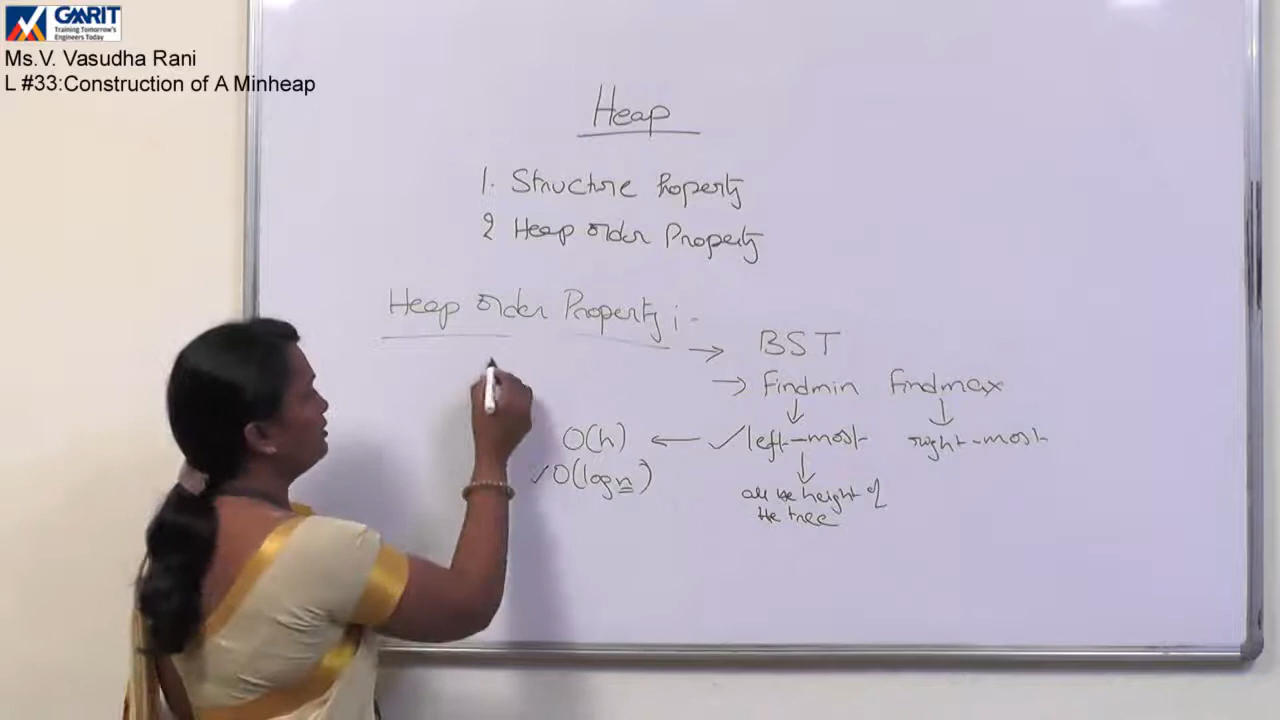 GMRIT
Training Tomorrow's
Engineers Today
Ms.V. Vasudha Rani
L #33:Construction of A Minheap
Heap
1. Structure Property
2 Heap order Property
Heap order Property :-
→ BST
→ Findmin Findmax
O(h) ← ✓left-most right-most
✓O(log n)
all the height of
the tree